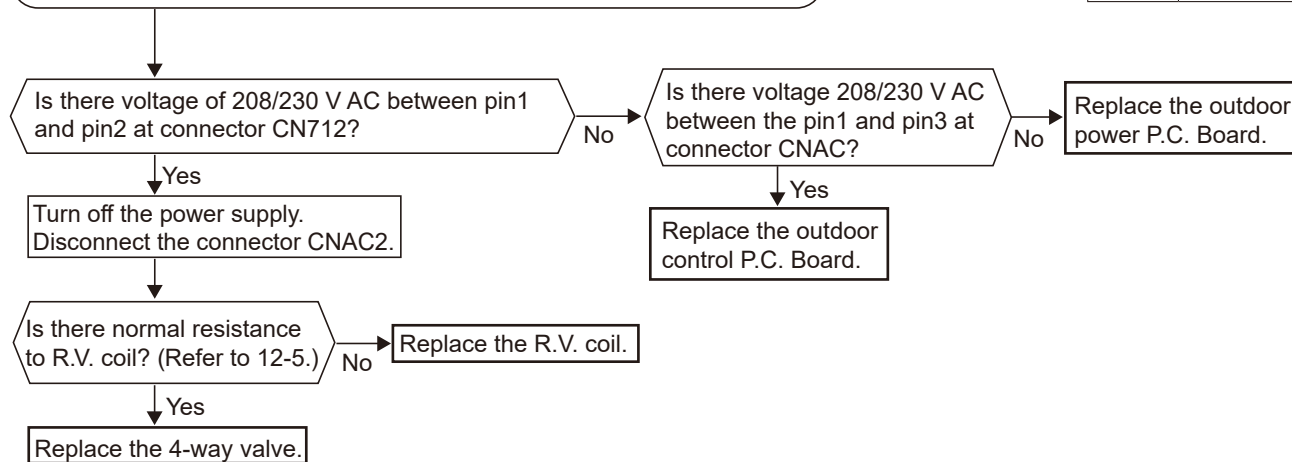 Is there voltage of 208/230 V AC between pin1
and pin2 at connector CN712?
No
Is there voltage 208/230 V AC
between the pin1 and pin3 at
connector CNAC?
No
Replace the outdoor
power P.C. Board.
Yes
Replace the outdoor
control P.C. Board.
Yes
Turn off the power supply.
Disconnect the connector CNAC2.
Is there normal resistance
to R.V. coil? (Refer to 12-5.)
No
Replace the R.V. coil.
Yes
Replace the 4-way valve.